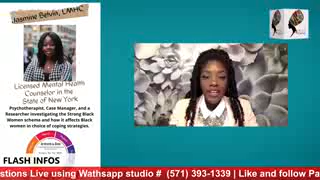 Jasmine Belvin, LMHC
Licensed Mental Health
Counselor in the
State of New York
Psychotherapist, Case Manager, and a
Researcher investigating the Strong Black
Women schema and how it affects Black
women in choice of coping strategies.
FLASH INFOS
stions Live using Wathsapp studio # (571) 393-1339 | Like and follow Pa